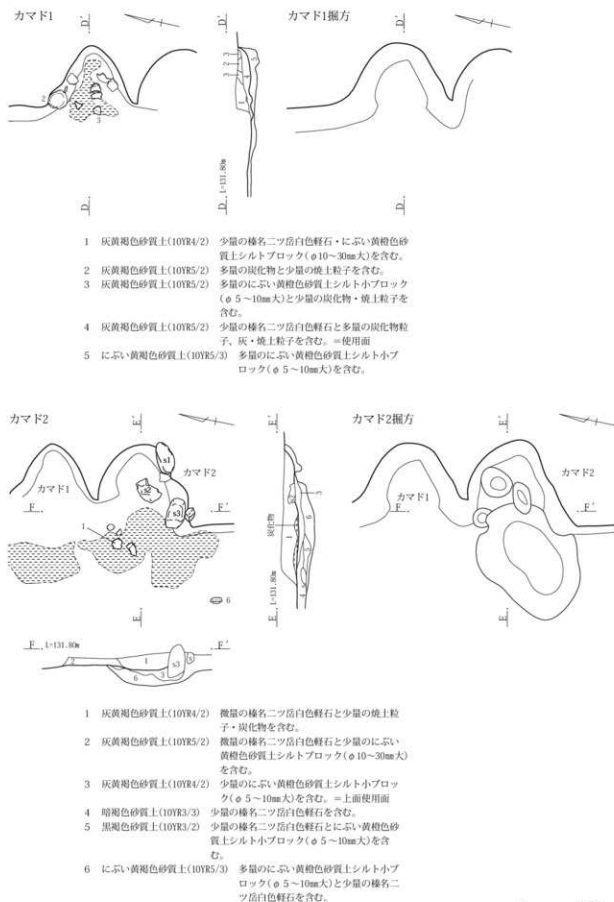 カマド1
カマド1掘方
D'
D'
D'
3
2
3
4
5
1
2
3
L=131.80m
D
D
D
1 灰黄褐色砂質土(10YR4/2) 少量の榛名二ツ岳白色軽石・にぶい黄橙色砂
質土シルトブロック(φ10~30㎜大)を含む。
2 灰黄褐色砂質土(10YR5/2) 多量の炭化物と少量の焼土粒子を含む。
3 灰黄褐色砂質土(10YR5/2) 多量のにぶい黄橙色砂質土シルト小ブロック
(φ5~10㎜大)と少量の炭化物・焼土粒子を
含む。
4 灰黄褐色砂質土(10YR5/2) 少量の榛名二ツ岳白色軽石と多量の炭化物粒
子、灰・焼土粒子を含む。=使用面
5 にぶい黄褐色砂質土(10YR5/3) 多量のにぶい黄橙色砂質土シルト小ブ
ロック(φ5~10㎜大)を含む。
カマド2
カマド2掘方
E'
E'
E'
s1
カマド1
カマド2
s2
s3
F
F'
1
6
炭化物
1
3
6
5
4
L=131.80m
カマド1
カマド2
F
F'
E
E
E
F
L=131.80m
F'
2
1
s3
s
6
3
1 灰黄褐色砂質土(10YR4/2) 微量の榛名二ツ岳白色軽石と少量の焼土粒
子・炭化物を含む。
2 灰黄褐色砂質土(10YR5/2) 微量の榛名二ツ岳白色軽石と少量のにぶい
黄橙色砂質土シルトブロック(φ10~30㎜大)
を含む。
3 灰黄褐色砂質土(10YR4/2) 少量のにぶい黄橙色砂質土シルト小ブロッ
ク(φ5~10㎜大)を含む。=上面使用面
4 暗褐色砂質土(10YR3/3) 少量の榛名二ツ岳白色軽石を含む。
5 黒褐色砂質土(10YR3/2) 少量の榛名二ツ岳白色軽石とにぶい黄橙色砂
質土シルト小ブロック(φ5~10㎜大)を含
む。
6 にぶい黄褐色砂質土(10YR5/3) 多量のにぶい黄橙色砂質土シルト小ブ
ロック(φ5~10㎜大)と少量の榛名二
ツ岳白色軽石を含む。